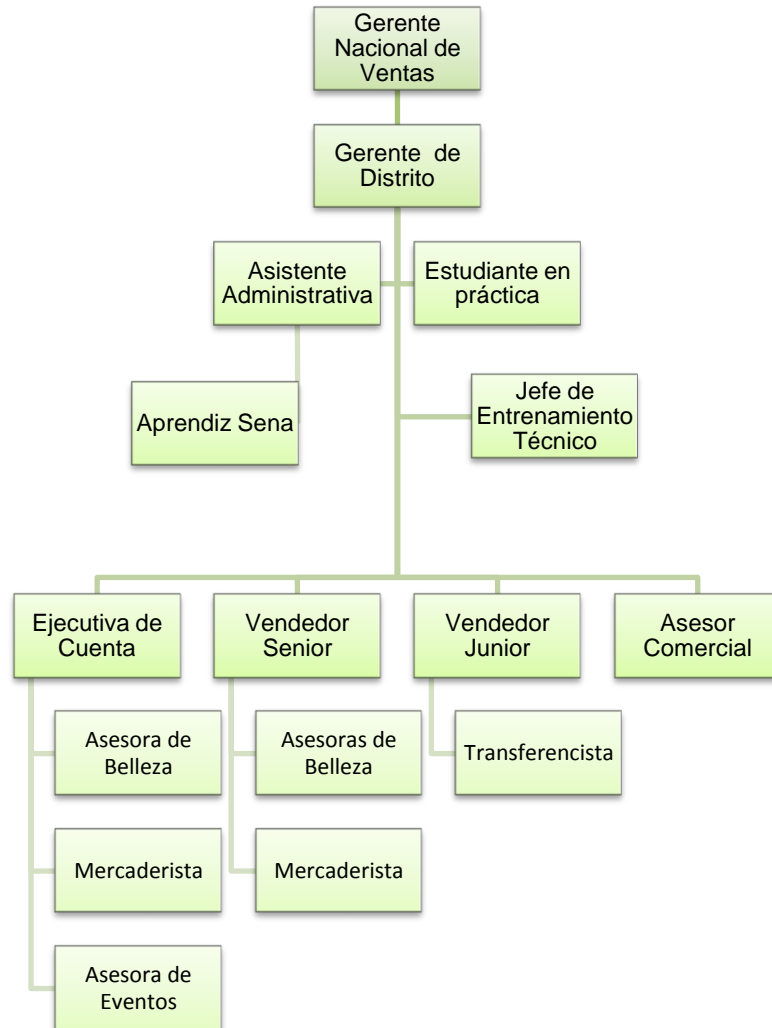 Gerente
Nacional de
Ventas
Gerente de
Distrito
Asistente
Administrativa
Estudiante en
práctica
Aprendiz Sena
Jefe de
Entrenamiento
Técnico
Ejecutiva de
Cuenta
Vendedor
Senior
Vendedor
Junior
Asesor
Comercial
Asesora de
Belleza
Asesoras de
Belleza
Transferencista
Mercaderista
Mercaderista
Asesora de
Eventos